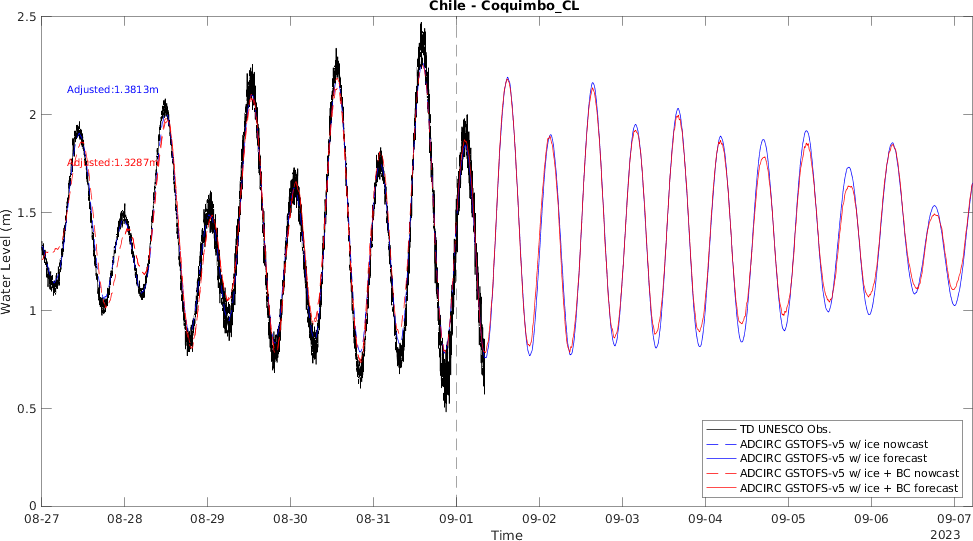 Chile - Coquimbo_CL
2.5
2
1.5
1
0.5
0
Water Level (m)
Adjusted:1.3813m
Adjusted:1.3287m
TD UNESCO Obs.
ADCIRC GSTOFS-v5 w/ ice nowcast
ADCIRC GSTOFS-v5 w/ ice forecast
ADCIRC GSTOFS-v5 w/ ice + BC nowcast
ADCIRC GSTOFS-v5 w/ ice + BC forecast
08-27 08-28 08-29 08-30 08-31 09-01 09-02 09-03 09-04 09-05 09-06 09-07
Time
2023